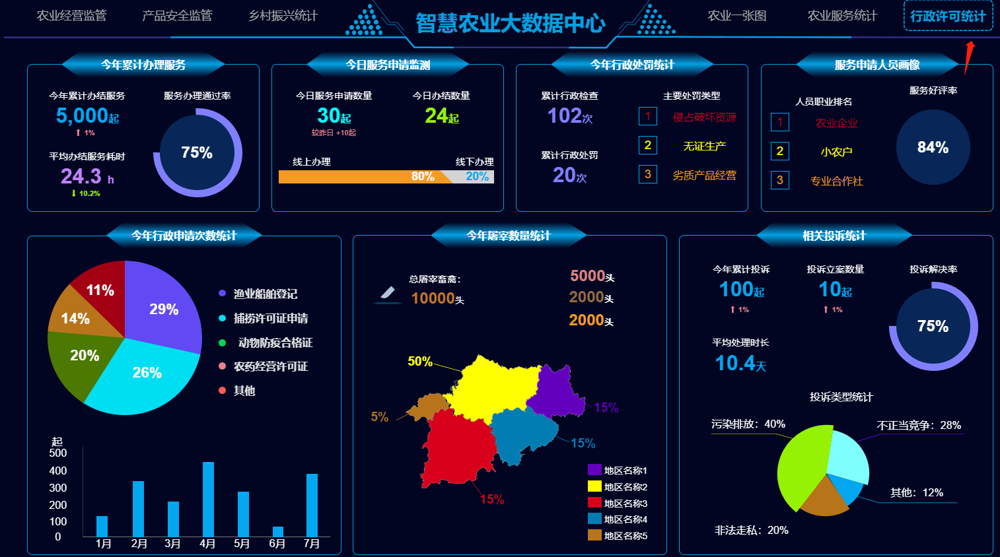 农业经营监管
产品安全监管
乡村振兴统计
智慧农业大数据中心
农业一张图
农业服务统计
行政许可统计
今年累计办理服务
今年累计办结服务
5,000起
1%
平均办结服务耗时
24.3 h
10.2%
服务办理通过率
75%
今日服务申请监测
今日服务申请数量
30起
较昨日 +10起
今日办结数量
24起
线上办理
线下办理
80%
20%
今年行政处罚统计
累计行政检查
102次
累计行政处罚
20次
主要处罚类型
1 侵占破坏资源
2 无证生产
3 劣质产品经营
服务申请人员画像
人员职业排名
1 农业企业
2 小农户
3 专业合作社
服务好评率
84%
今年行政申请次数统计
11%
29%
14%
20%
26%
渔业船舶登记
捕捞许可证申请
动物防疫合格证
农药经营许可证
其他
起
500
400
300
200
100
0
1月 2月 3月 4月 5月 6月 7月
今年屠宰数量统计
总屠宰畜禽：
10000头
5000头
2000头
2000头
50%
15%
5%
15%
15%
地区名称1
地区名称2
地区名称3
地区名称4
地区名称5
相关投诉统计
今年累计投诉
100起
1%
投诉立案数量
10起
1%
投诉解决率
75%
平均处理时长
10.4天
投诉类型统计
污染排放：40%
不正当竞争：28%
其他：12%
非法走私：20%